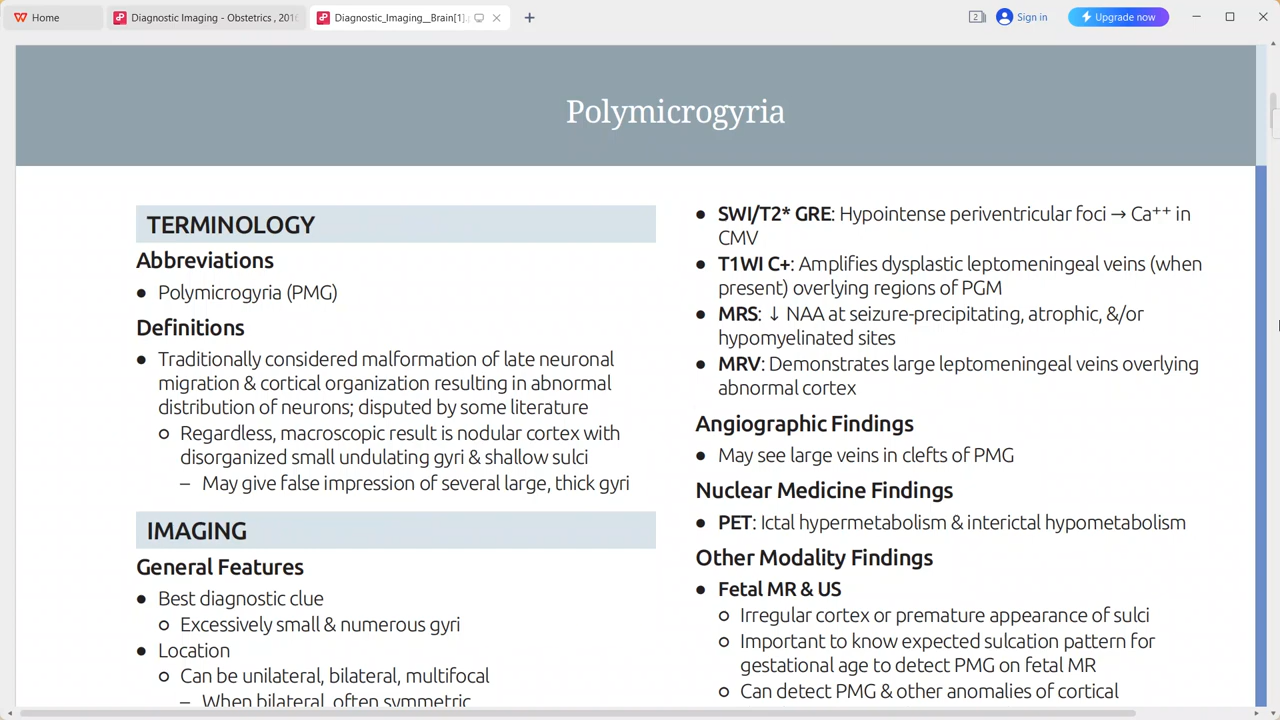 Home
Diagnostic Imaging - Obstetrics , 2016
Diagnostic_Imaging__Brain[1].
2
Sign in
Upgrade now
Polymicrogyria
TERMINOLOGY
Abbreviations
● Polymicrogyria (PMG)
Definitions
● Traditionally considered malformation of late neuronal
migration & cortical organization resulting in abnormal
distribution of neurons; disputed by some literature
○ Regardless, macroscopic result is nodular cortex with
disorganized small undulating gyri & shallow sulci
– May give false impression of several large, thick gyri
IMAGING
General Features
● Best diagnostic clue
○ Excessively small & numerous gyri
● Location
○ Can be unilateral, bilateral, multifocal
– When bilateral, often symmetric
● SWI/T2* GRE: Hypointense periventricular foci → Ca⁺⁺ in
CMV
● T1WI C+: Amplifies dysplastic leptomeningeal veins (when
present) overlying regions of PGM
● MRS: ↓ NAA at seizure-precipitating, atrophic, &/or
hypomyelinated sites
● MRV: Demonstrates large leptomeningeal veins overlying
abnormal cortex
Angiographic Findings
● May see large veins in clefts of PMG
Nuclear Medicine Findings
● PET: Ictal hypermetabolism & interictal hypometabolism
Other Modality Findings
● Fetal MR & US
○ Irregular cortex or premature appearance of sulci
○ Important to know expected sulcation pattern for
gestational age to detect PMG on fetal MR
○ Can detect PMG & other anomalies of cortical